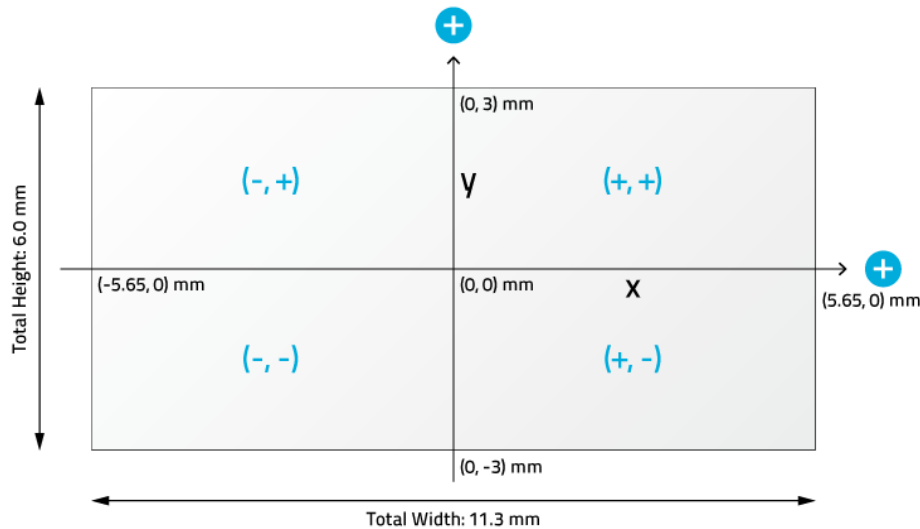 +
(0, 3) mm
(-, +)
y
(+, +)
Total Height: 6.0 mm
(-5.65, 0) mm
(0, 0) mm
x
+
(5.65, 0) mm
(-, -)
(+, -)
(0, -3) mm
Total Width: 11.3 mm